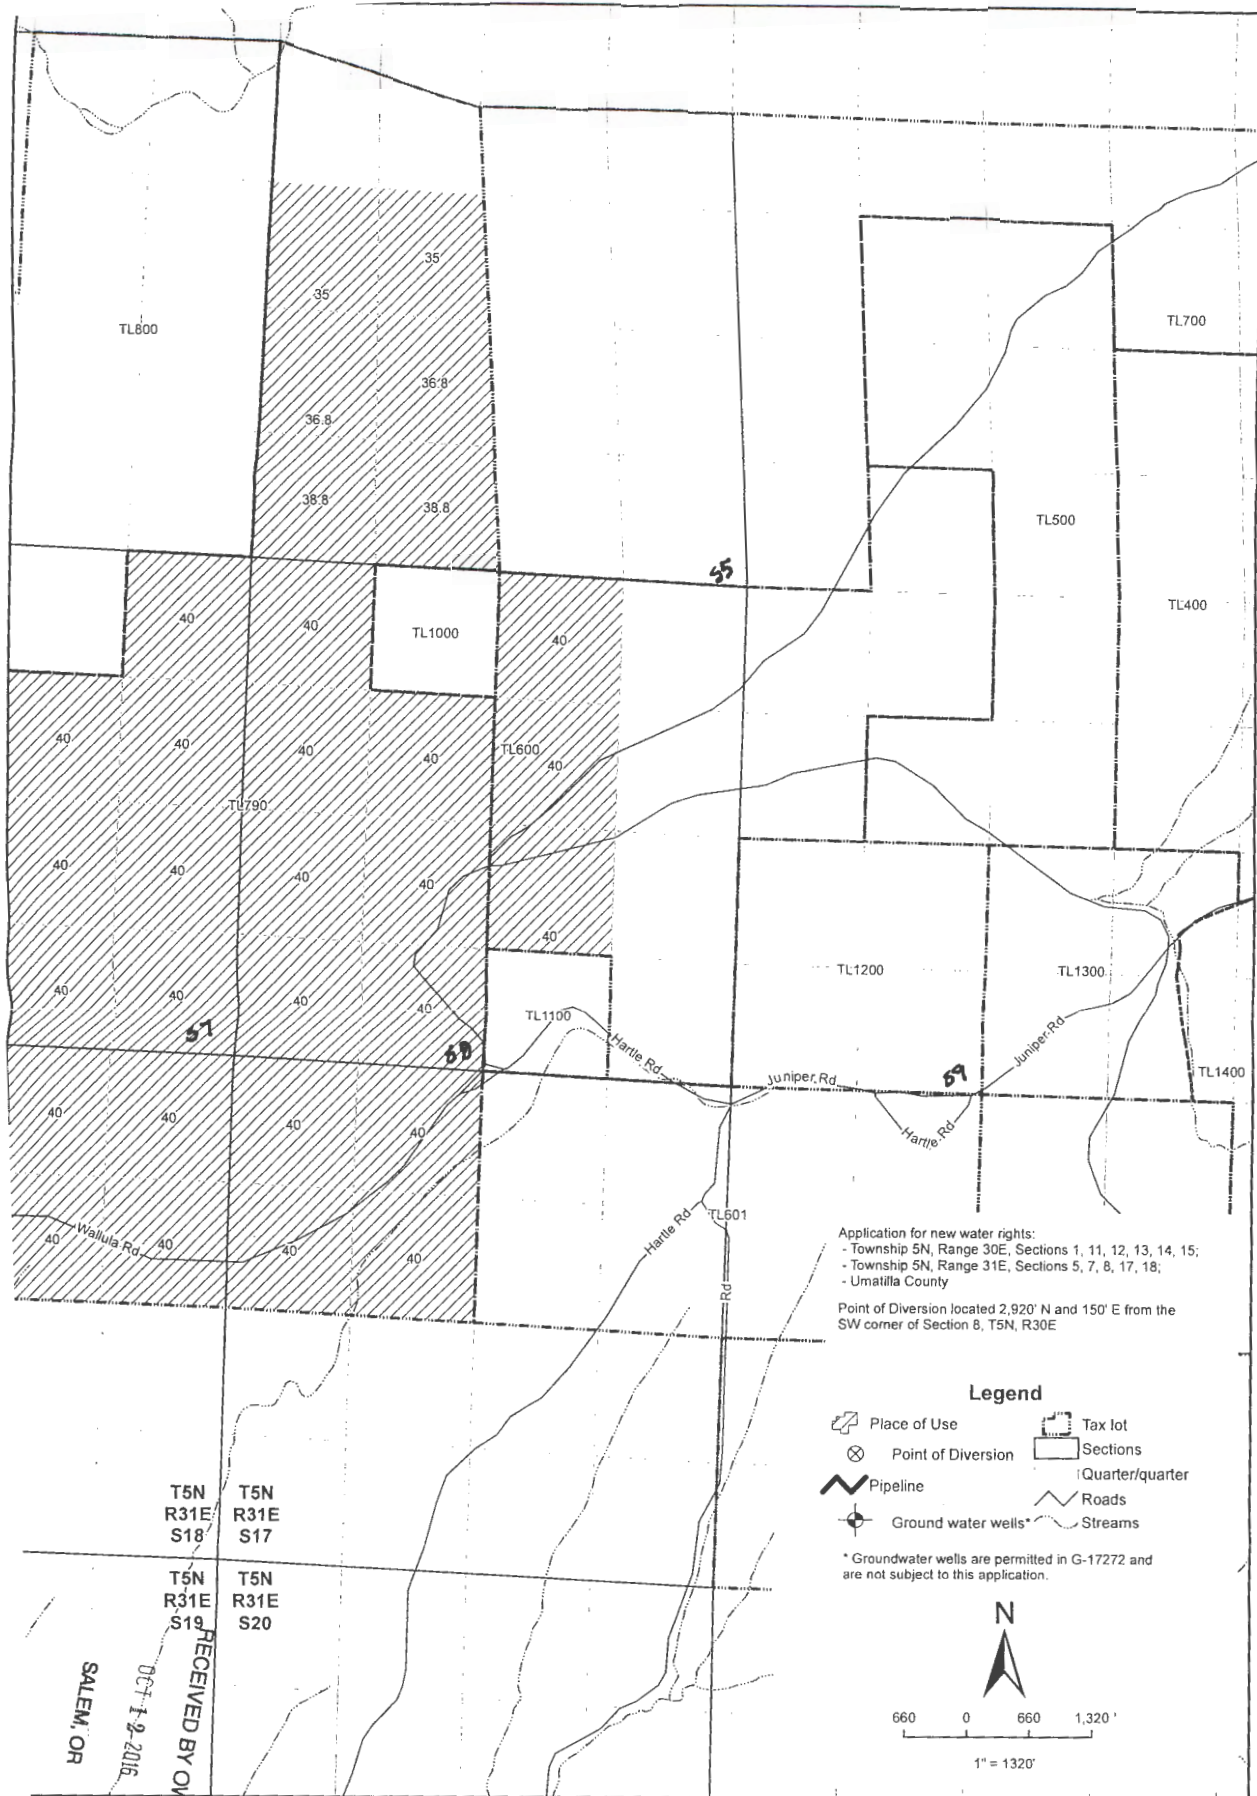 35
35
TL700
TL800
36.8
36.8
38.8
38.8
TL500
S5
TL400
40
40
TL1000
40
40
40
40
40
TL600
40
TL790
40
40
40
40
40
TL1200
TL1300
40
40
40
40
TL1100
S7
S8
Hartle Rd
Juniper Rd
S9
Juniper Rd
TL1400
40
40
40
40
Hartle Rd
Wallula Rd
40
40
40
40
Hartle Rd
TL601
Rd
Application for new water rights:
- Township 5N, Range 30E, Sections 1, 11, 12, 13, 14, 15;
- Township 5N, Range 31E, Sections 5, 7, 8, 17, 18;
- Umatilla County
Point of Diversion located 2,920' N and 150' E from the
SW corner of Section 8, T5N, R30E
Legend
Place of Use
Tax lot
Point of Diversion
Sections
Pipeline
Quarter/quarter
Roads
Ground water wells*
Streams
* Groundwater wells are permitted in G-17272 and
are not subject to this application.
T5N
R31E
S18
T5N
R31E
S17
T5N
R31E
S19
T5N
R31E
S20
N
660 0 660 1,320 '
1" = 1320'
RECEIVED BY
OCT 12 2016
SALEM, OR